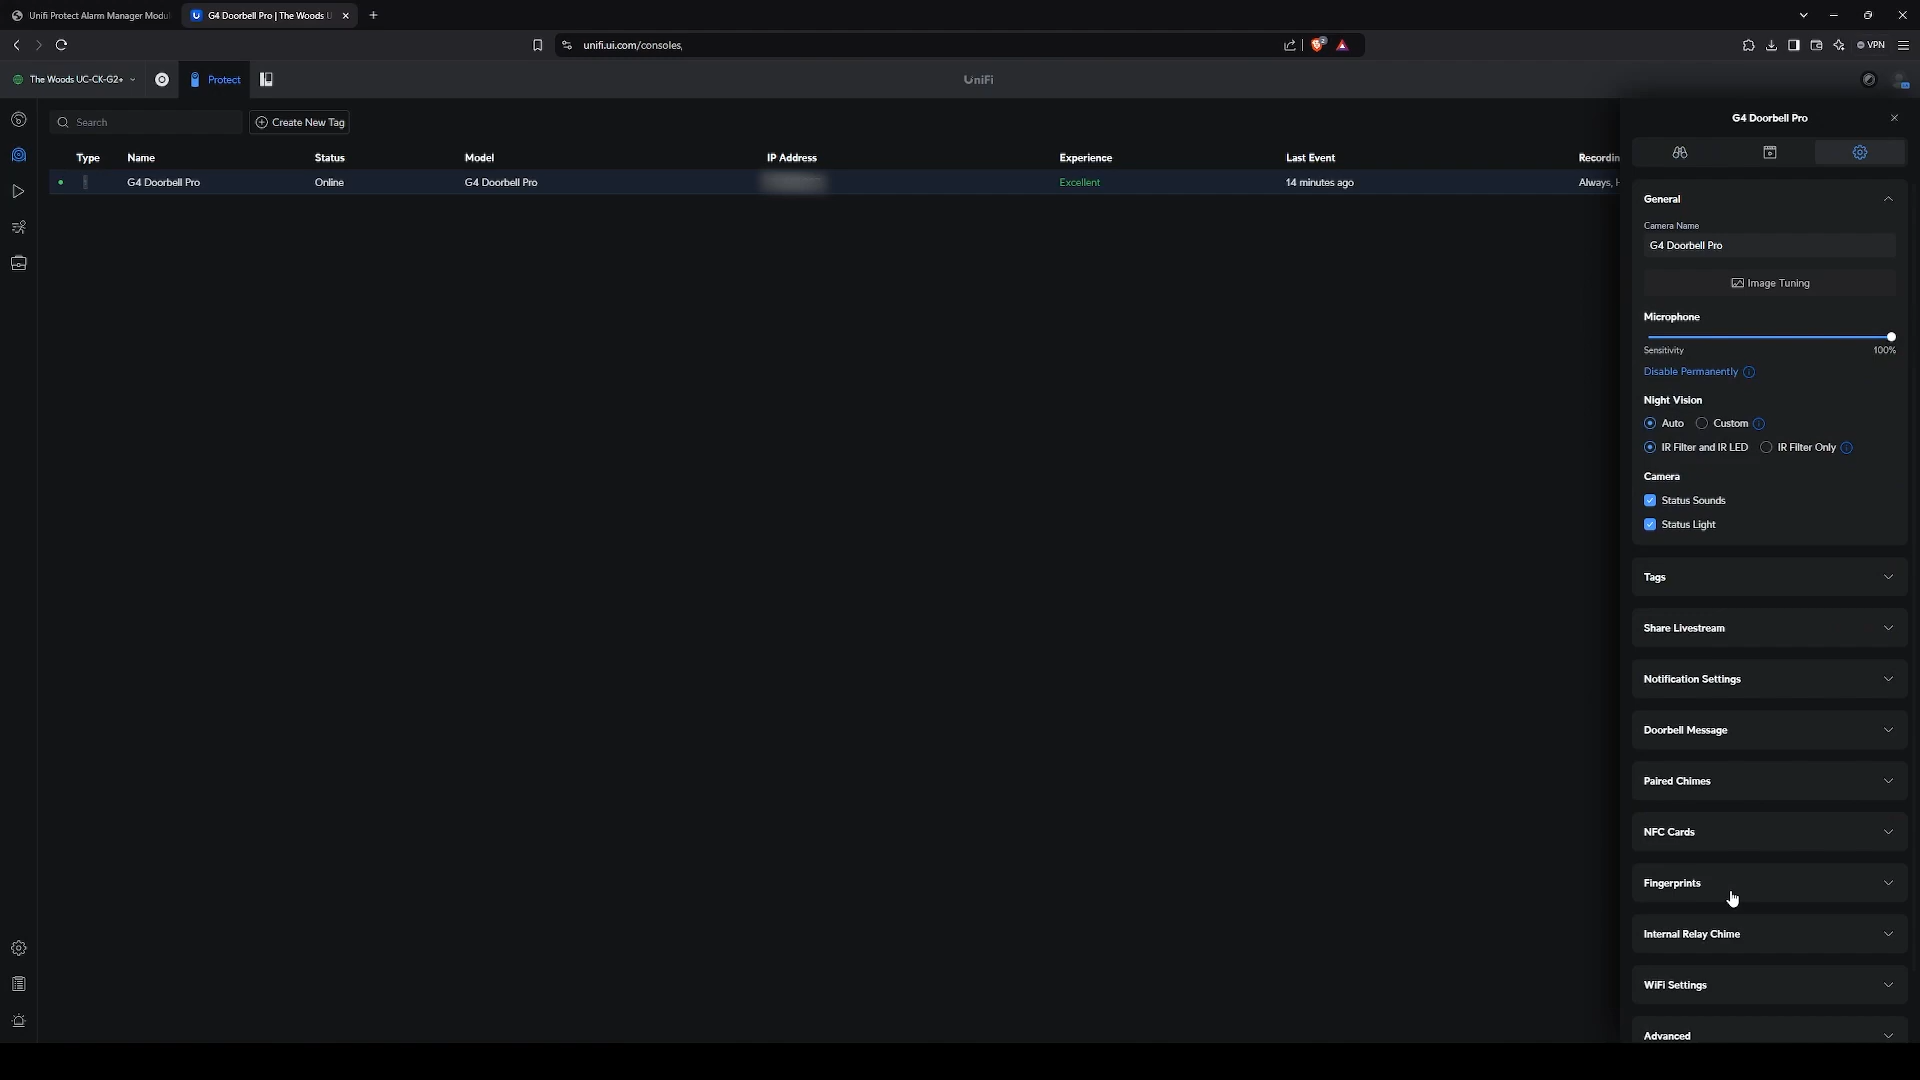 Unifi Protect Alarm Manager Modu
G4 Doorbell Pro | The Woods U
unifi.ui.com/consoles,
2
VPN
The Woods UC-CK-G2+
Protect
UniFi
Search
Create New Tag
G4 Doorbell Pro
Type Name Status Model IP Address Experience Last Event Recordin
G4 Doorbell Pro Online G4 Doorbell Pro Excellent 14 minutes ago Always, H
General
Camera Name
G4 Doorbell Pro
Image Tuning
Microphone
Sensitivity 100%
Disable Permanently
Night Vision
Auto Custom
IR Filter and IR LED IR Filter Only
Camera
Status Sounds
Status Light
Tags
Share Livestream
Notification Settings
Doorbell Message
Paired Chimes
NFC Cards
Fingerprints
Internal Relay Chime
WiFi Settings
Advanced